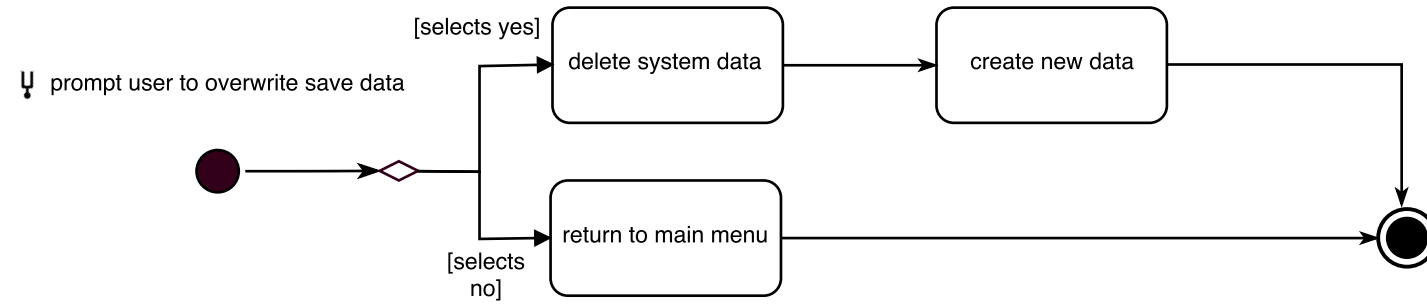 [selects yes]
delete system data
create new data
prompt user to overwrite save data
return to main menu
[selects
no]